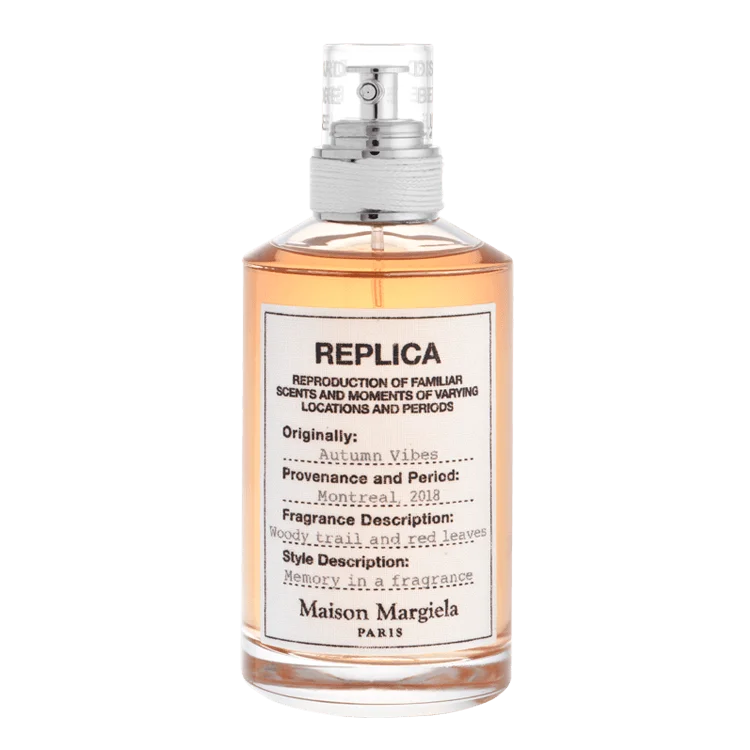 REPLICA
REPRODUCTION OF FAMILIAR
SCENTS AND MOMENTS OF VARYING
LOCATIONS AND PERIODS
Originally:
Autumn Vibes
Provenance and Period:
Montreal, 2018
Fragrance Description:
Woody trail and red leaves
Style Description:
Memory in a fragrance
Maison Margiela
PARIS